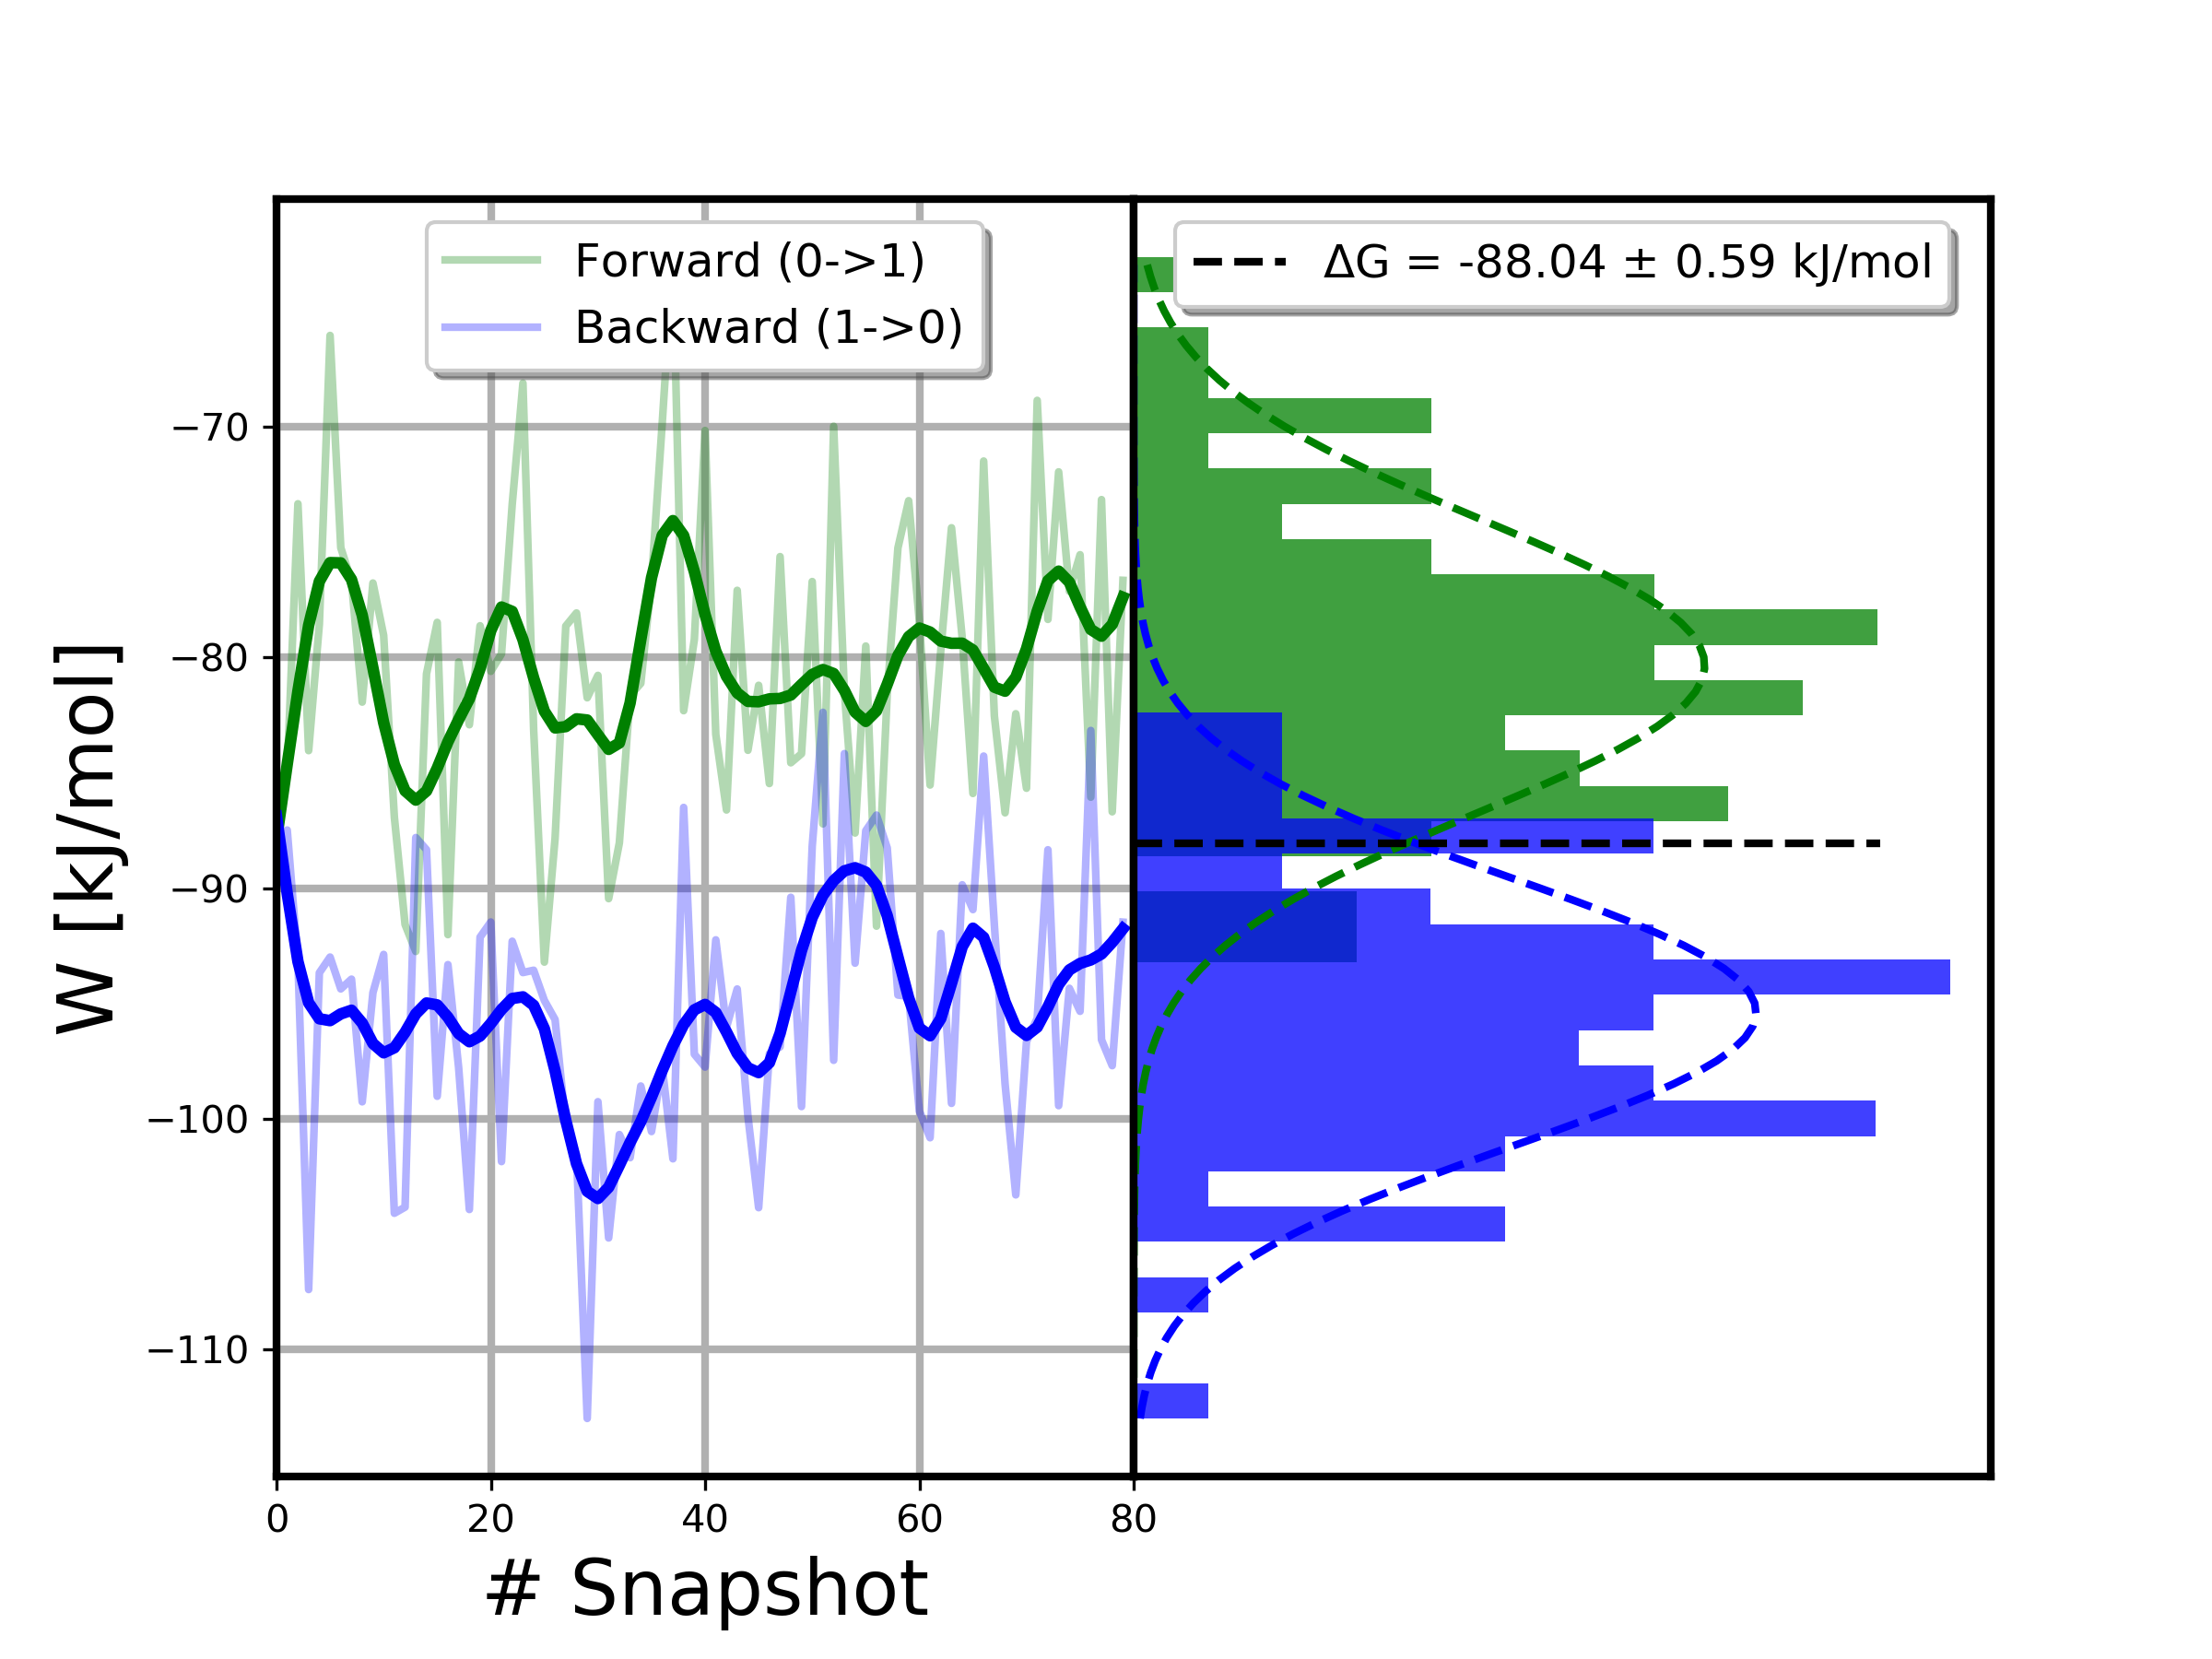 Forward (0->1)
Backward (1->0)
ΔG = -88.04 ± 0.59 kJ/mol
W [kJ/mol]
−70
−80
−90
−100
−110
0 20 40 60 80
# Snapshot